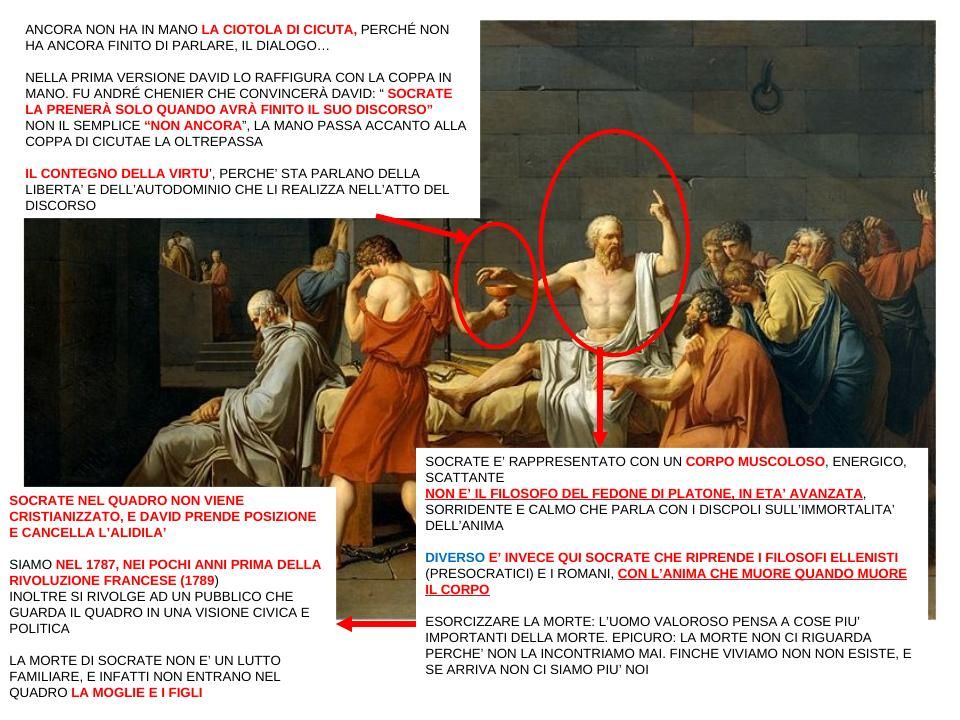 ANCORA NON HA IN MANO LA CIOTOLA DI CICUTA, PERCHÉ NON
HA ANCORA FINITO DI PARLARE, IL DIALOGO…
NELLA PRIMA VERSIONE DAVID LO RAFFIGURA CON LA COPPA IN
MANO. FU ANDRÉ CHENIER CHE CONVINCERÀ DAVID: “ SOCRATE
LA PRENERÀ SOLO QUANDO AVRÀ FINITO IL SUO DISCORSO”
NON IL SEMPLICE “NON ANCORA”, LA MANO PASSA ACCANTO ALLA
COPPA DI CICUTAE LA OLTREPASSA
IL CONTEGNO DELLA VIRTU’, PERCHE’ STA PARLANO DELLA
LIBERTA’ E DELL’AUTODOMINIO CHE LI REALIZZA NELL’ATTO DEL
DISCORSO
SOCRATE E’ RAPPRESENTATO CON UN CORPO MUSCOLOSO, ENERGICO,
SCATTANTE
NON E’ IL FILOSOFO DEL FEDONE DI PLATONE, IN ETA’ AVANZATA,
SORRIDENTE E CALMO CHE PARLA CON I DISCPOLI SULL’IMMORTALITA’
DELL’ANIMA
DIVERSO E’ INVECE QUI SOCRATE CHE RIPRENDE I FILOSOFI ELLENISTI
(PRESOCRATICI) E I ROMANI, CON L’ANIMA CHE MUORE QUANDO MUORE
IL CORPO
ESORCIZZARE LA MORTE: L’UOMO VALOROSO PENSA A COSE PIU’
IMPORTANTI DELLA MORTE. EPICURO: LA MORTE NON CI RIGUARDA
PERCHE’ NON LA INCONTRIAMO MAI. FINCHE VIVIAMO NON NON ESISTE, E
SE ARRIVA NON CI SIAMO PIU’ NOI
SOCRATE NEL QUADRO NON VIENE
CRISTIANIZZATO, E DAVID PRENDE POSIZIONE
E CANCELLA L’ALIDILA’
SIAMO NEL 1787, NEI POCHI ANNI PRIMA DELLA
RIVOLUZIONE FRANCESE (1789)
INOLTRE SI RIVOLGE AD UN PUBBLICO CHE
GUARDA IL QUADRO IN UNA VISIONE CIVICA E
POLITICA
LA MORTE DI SOCRATE NON E’ UN LUTTO
FAMILIARE, E INFATTI NON ENTRANO NEL
QUADRO LA MOGLIE E I FIGLI